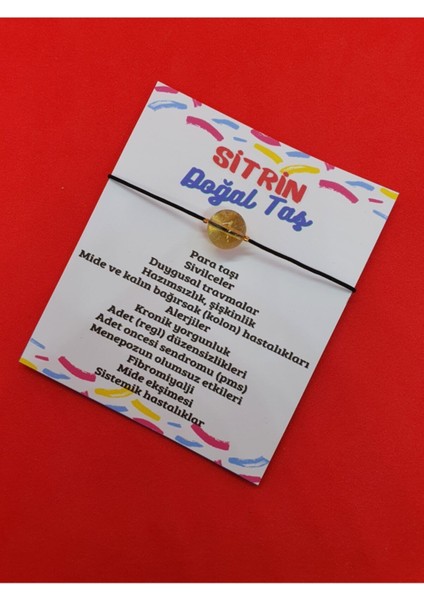 SİTRİN
Doğal Taş
Para taşı
Sivilceler
Duygusal travmalar
Hazımsızlık, şişkinlik
Mide ve kalın bağırsak (kolon) hastalıkları
Alerjiler
Kronik yorgunluk
Adet (regl) düzensizlikleri
Adet öncesi sendromu (pms)
Menepozun olumsuz etkileri
Fibromiyalji
Mide ekşimesi
Sistemik hastalıklar